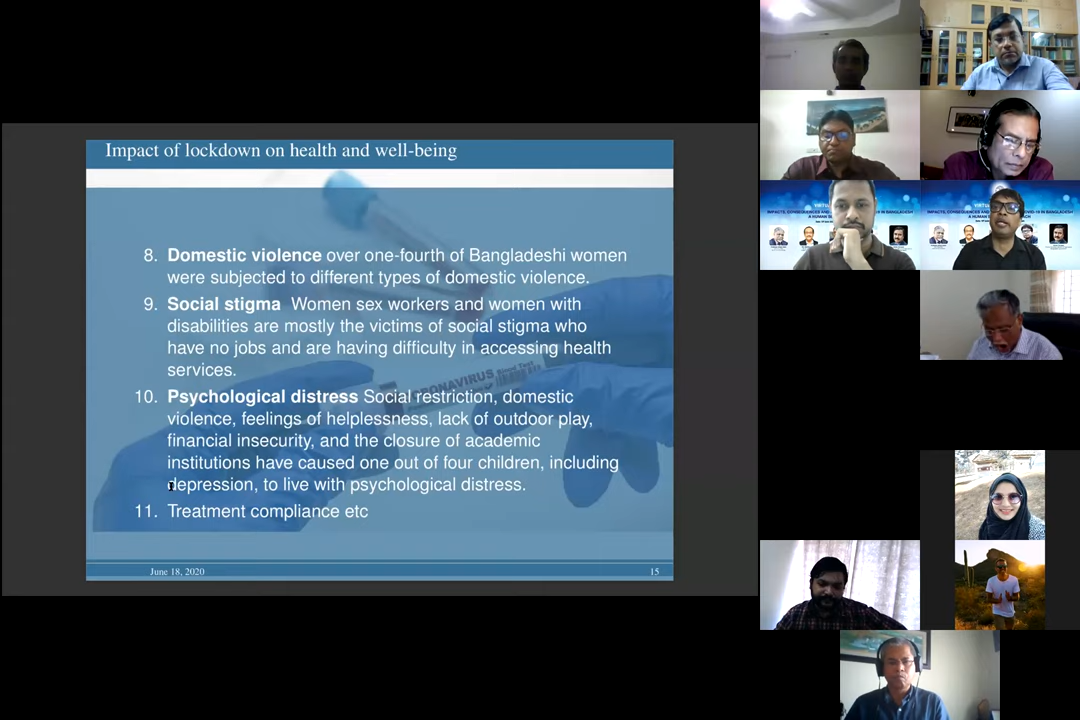 Impact of lockdown on health and well-being
8. Domestic violence over one-fourth of Bangladeshi women
were subjected to different types of domestic violence.
9. Social stigma Women sex workers and women with
disabilities are mostly the victims of social stigma who
have no jobs and are having difficulty in accessing health
services.
10. Psychological distress Social restriction, domestic
violence, feelings of helplessness, lack of outdoor play,
financial insecurity, and the closure of academic
institutions have caused one out of four children, including
depression, to live with psychological distress.
11. Treatment compliance etc
CORONAVIRUS Blood Test
June 18, 2020
15